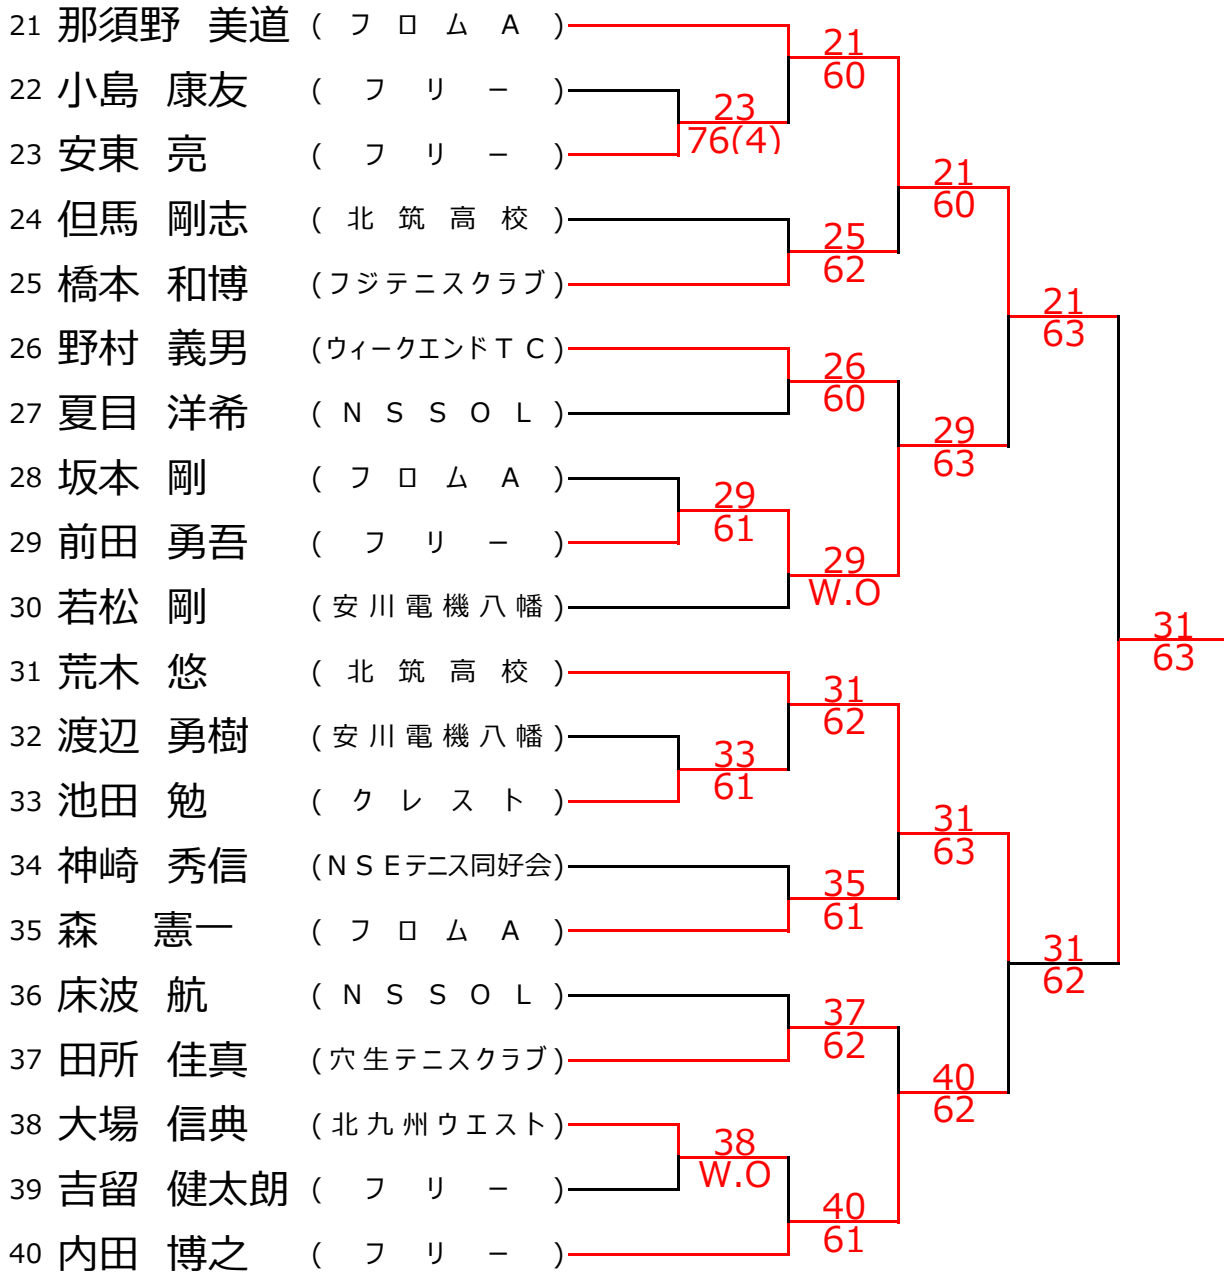 21 那須野 美道 (フロムA)
21
60
22 小島 康友 (フリー)
23
76(4)
23 安東 亮 (フリー)
21
60
24 但馬 剛志 (北筑高校)
25
62
25 橋本 和博 (フジテニスクラブ)
21
63
26 野村 義男 (ウィークエンドTC)
26
60
27 夏目 洋希 (NSSOL)
29
63
28 坂本 剛 (フロムA)
29
61
29 前田 勇吾 (フリー)
29
W.O
30 若松 剛 (安川電機八幡)
31
63
31 荒木 悠 (北筑高校)
31
62
32 渡辺 勇樹 (安川電機八幡)
33
61
33 池田 勉 (クレスト)
31
63
34 神崎 秀信 (NSEテニス同好会)
35
61
35 森 憲一 (フロムA)
31
62
36 床波 航 (NSSOL)
37
62
37 田所 佳真 (穴生テニスクラブ)
40
62
38 大場 信典 (北九州ウエスト)
38
W.O
39 吉留 健太朗 (フリー)
40
61
40 内田 博之 (フリー)